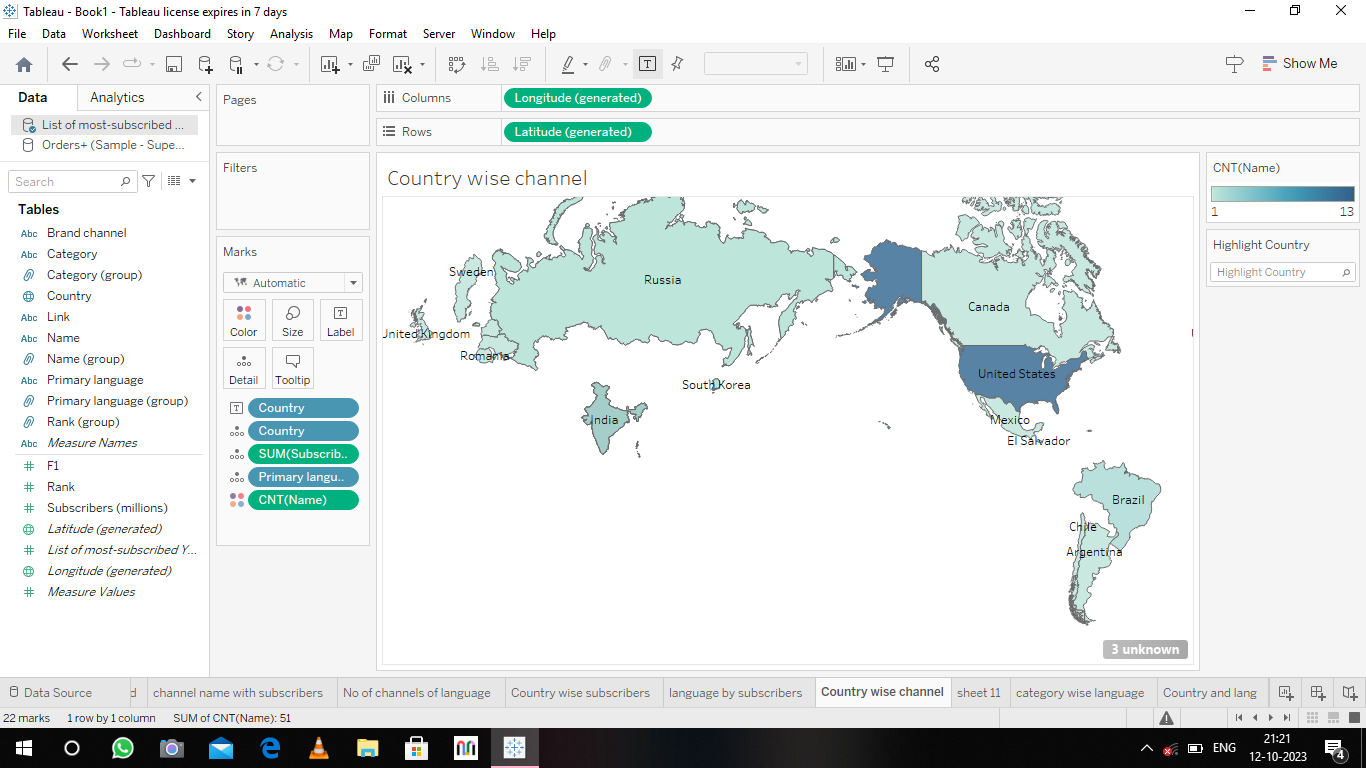 Tableau - Book1 - Tableau license expires in 7 days
File Data Worksheet Dashboard Story Analysis Map Format Server Window Help
Show Me
Data Analytics
List of most-subscribed ...
Orders+ (Sample - Supe...
Search
Tables
Abc Brand channel
Abc Category
Category (group)
Country
Abc Link
Abc Name
Name (group)
Abc Primary language
Primary language (group)
Rank (group)
Abc Measure Names
# F1
# Rank
# Subscribers (millions)
Latitude (generated)
# List of most-subscribed Y...
Longitude (generated)
# Measure Values
Pages
Filters
Marks
Automatic
Color Size Label
Detail Tooltip
Country
Country
SUM(Subscrib..
Primary langu..
CNT(Name)
Columns Longitude (generated)
Rows Latitude (generated)
Country wise channel
Sweden
Russia
Canada
United Kingdom
Romania
South Korea
United States
India
Mexico
El Salvador
Brazil
Chile
Argentina
3 unknown
CNT(Name)
1 13
Highlight Country
Highlight Country
Data Source d channel name with subscribers No of channels of language Country wise subscribers language by subscribers Country wise channel sheet 11 category wise language Country and lang
22 marks 1 row by 1 column SUM of CNT(Name): 51
ENG 21:21
12-10-2023
4